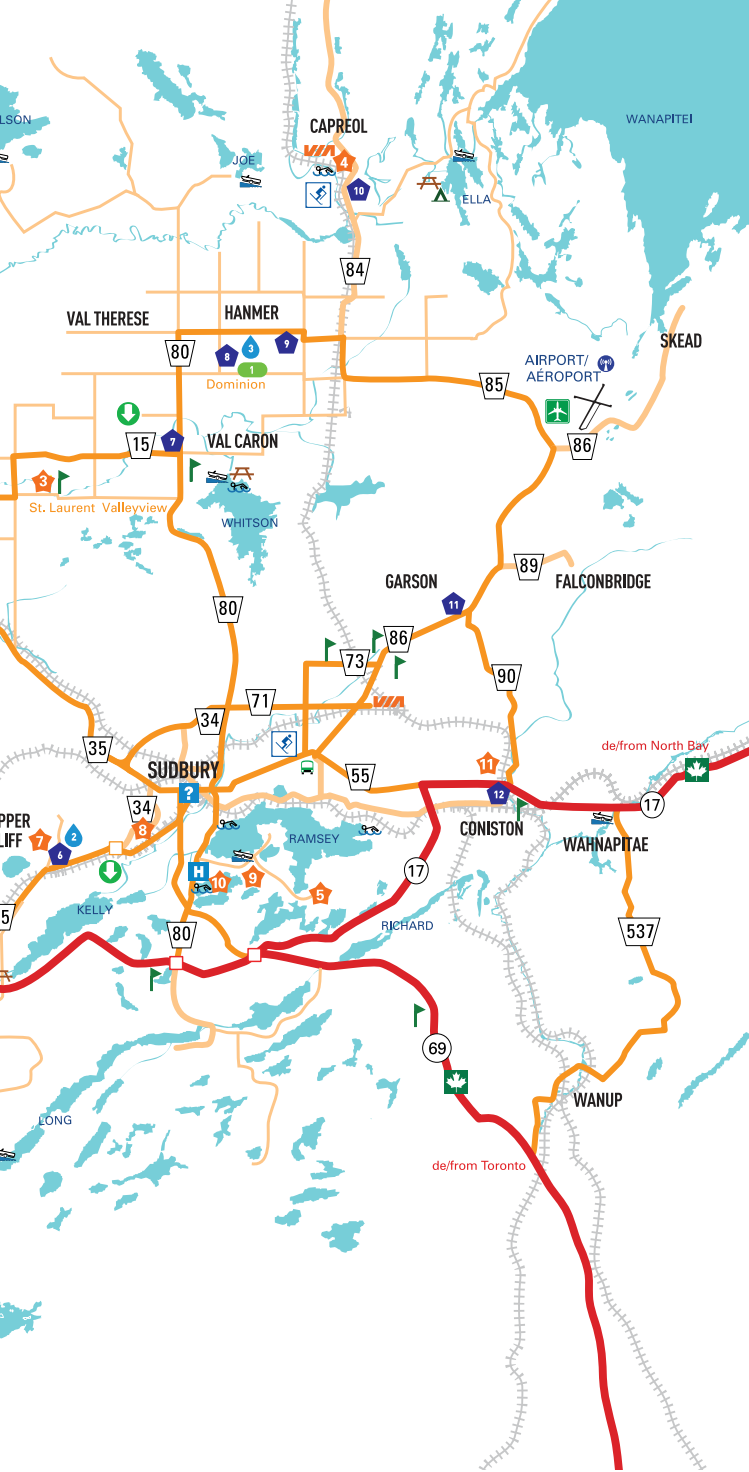 WANAPITEI
LSON
CAPREOL
VIA
4
JOE
10
ELLA
84
HANMER
VAL THERESE
SKEAD
80
9
3
8
1
Dominion
AIRPORT/
AÉROPORT
85
15
7
VAL CARON
86
3
St. Laurent Valleyview
WHITSON
89
GARSON
FALCONBRIDGE
11
80
86
73
90
71
VIA
34
35
de/from North Bay
11
SUDBURY
55
?
12
17
34
PPER
LIFF
7
2
8
6
CONISTON
WAHNAPITAE
RAMSEY
H
10
9
17
5
KELLY
5
RICHARD
80
537
69
WANUP
LONG
de/from Toronto